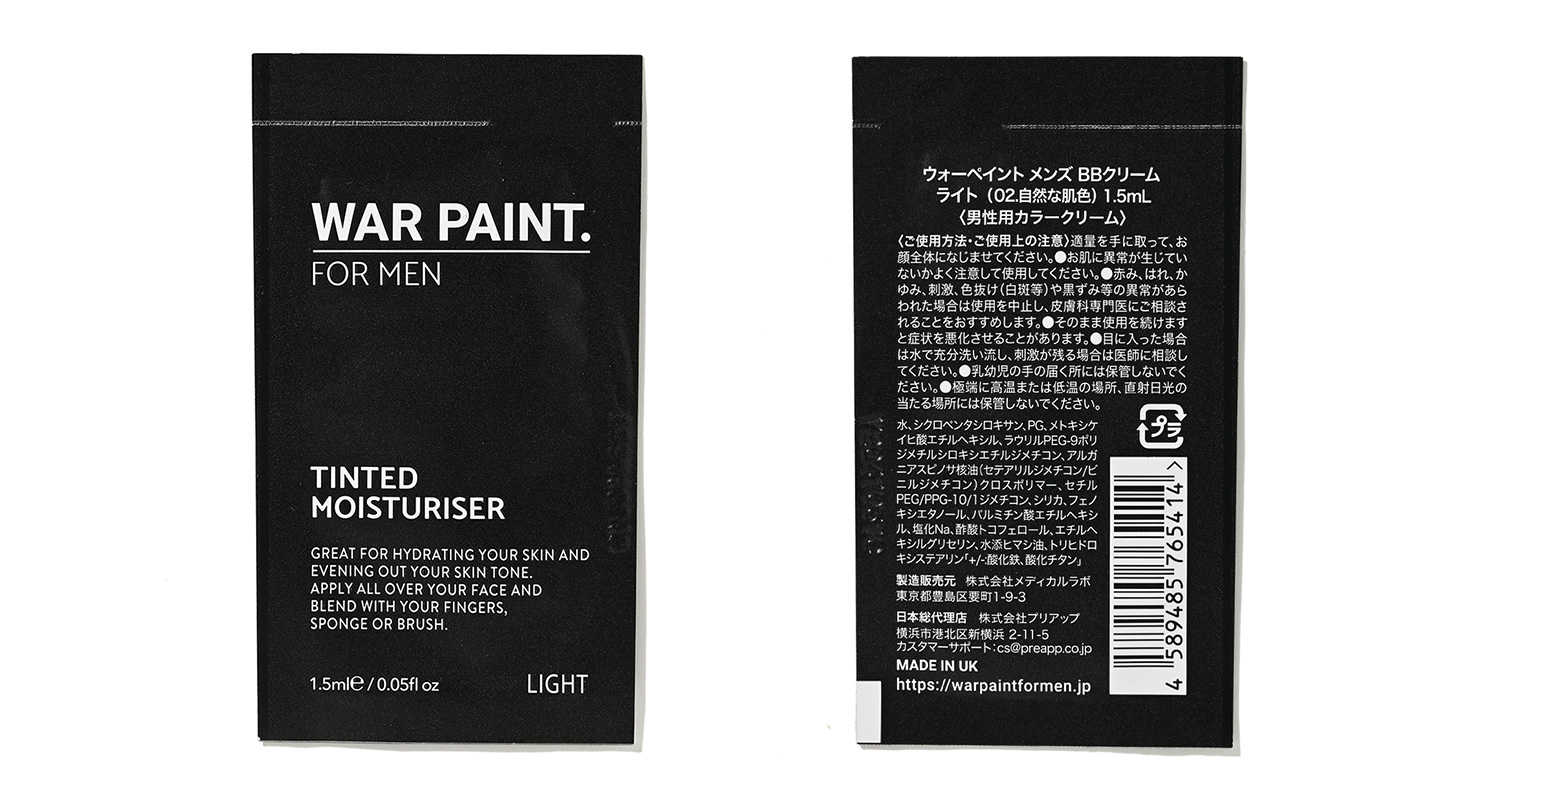 WAR PAINT.
FOR MEN
TINTED
MOISTURISER
GREAT FOR HYDRATING YOUR SKIN AND
EVENING OUT YOUR SKIN TONE.
APPLY ALL OVER YOUR FACE AND
BLEND WITH YOUR FINGERS,
SPONGE OR BRUSH.
1.5ml℮ / 0.05fl oz
LIGHT
ウォーペイント メンズ BBクリーム
ライト（02.自然な肌色）1.5mL
〈男性用カラークリーム〉
〈ご使用方法・ご使用上の注意〉適量を手に取って、お
顔全体になじませてください。●お肌に異常が生じてい
ないかよく注意して使用してください。●赤み、はれ、か
ゆみ、刺激、色抜け(白斑等)や黒ずみ等の異常があら
われた場合は使用を中止し、皮膚科専門医にご相談さ
れることをおすすめします。●そのまま使用を続けます
と症状を悪化させることがあります。●目に入った場合
は水で充分洗い流し、刺激が残る場合は医師に相談し
てください。●乳幼児の手の届く所には保管しないでく
ださい。●極端に高温または低温の場所、直射日光の
当たる場所には保管しないでください。
水、シクロペンタシロキサン、PG、メトキシケ
イヒ酸エチルヘキシル、ラウリルPEG-9ポリ
ジメチルシロキシエチルジメチコン、アルガ
ニアスピノサ核油(セテアリルジメチコン/ビ
ニルジメチコン)クロスポリマー、セチル
PEG/PPG-10/1ジメチコン、シリカ、フェノ
キシエタノール、パルミチン酸エチルヘキシ
ル、塩化Na、酢酸トコフェロール、エチルヘ
キシルグリセリン、水添ヒマシ油、トリヒドロ
キシステアリン「+/-:酸化鉄、酸化チタン」
プラ
製造販売元 株式会社メディカルラボ
東京都豊島区要町1-9-3
日本総代理店 株式会社プリアップ
横浜市港北区新横浜 2-11-5
カスタマーサポート:cs@preapp.co.jp
MADE IN UK
https://warpaintformen.jp
4 589485 765414 >